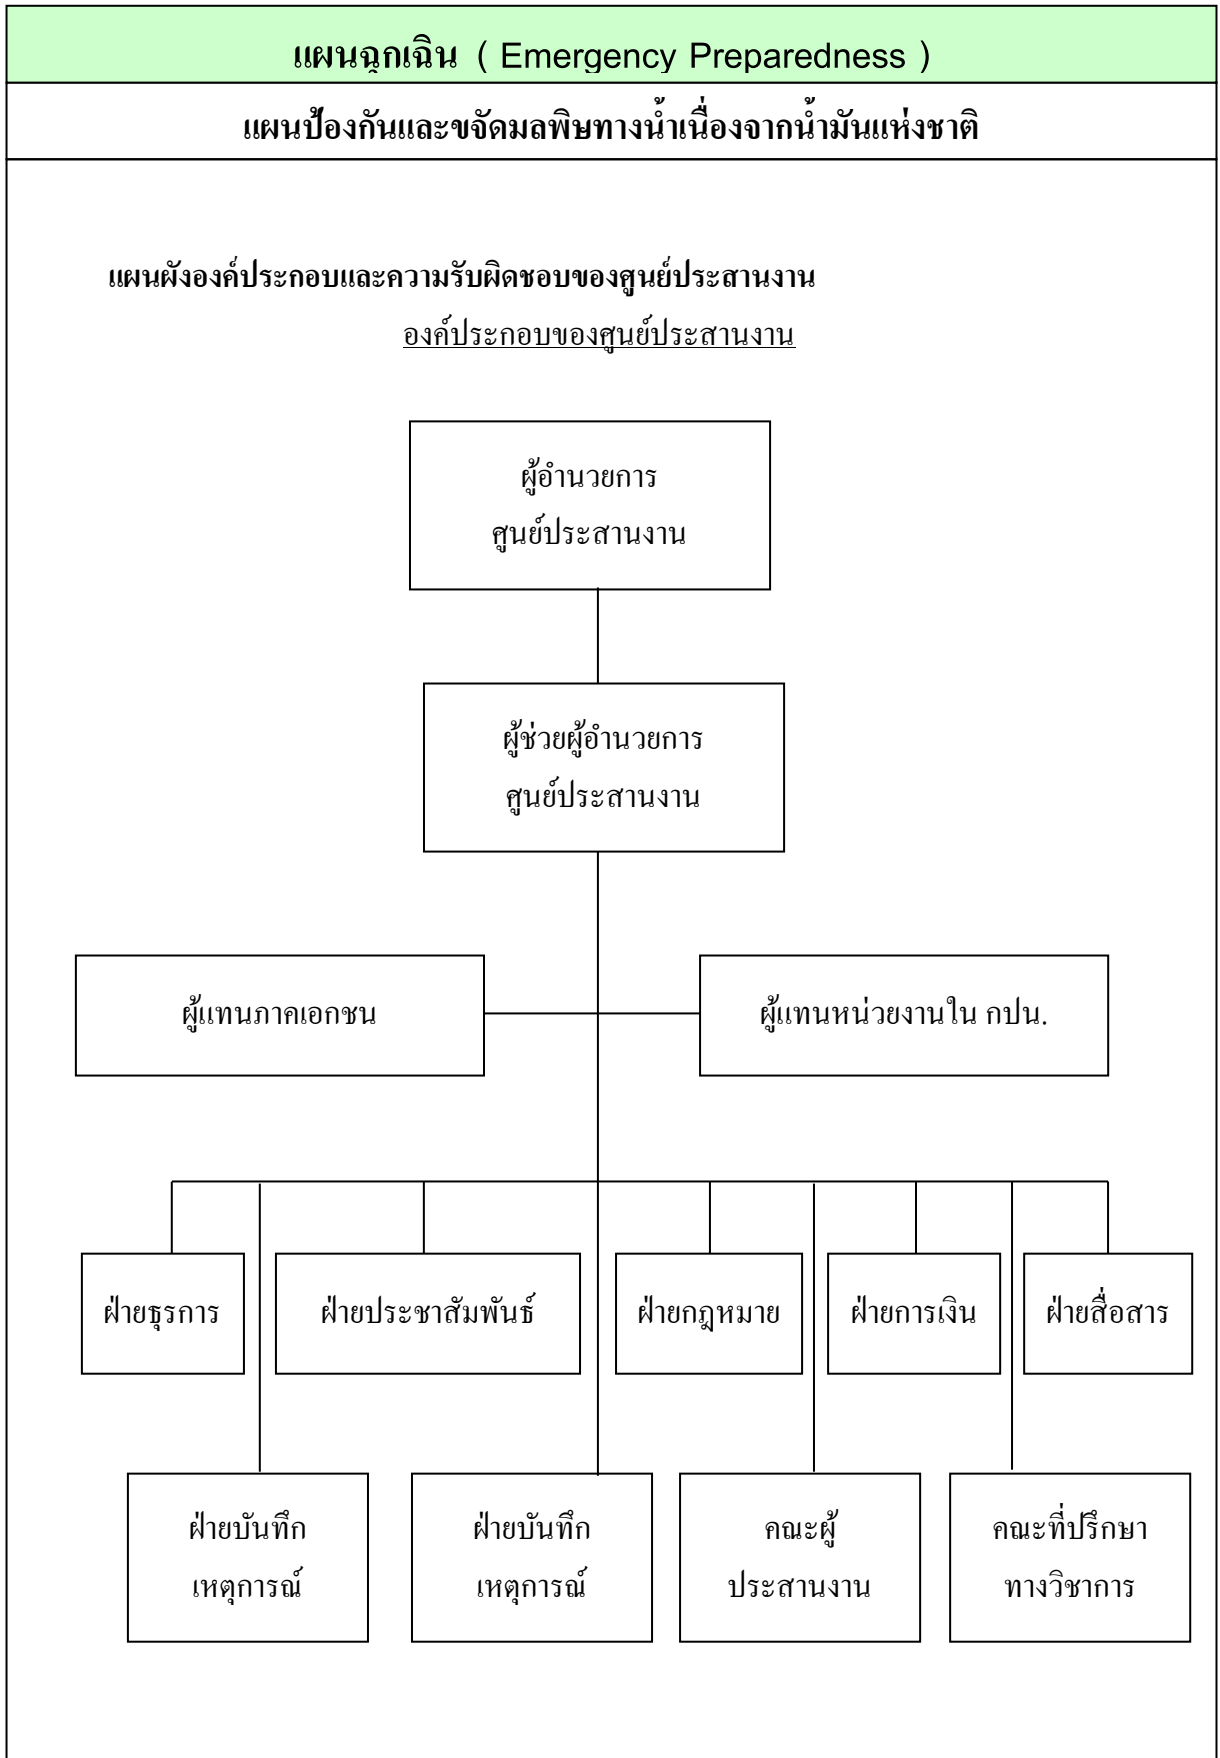 แผนฉุกเฉิน ( Emergency Preparedness )
แผนป้องกันและขจัดมลพิษทางน้ำเนื่องจากน้ำมันแห่งชาติ
แผนผังองค์ประกอบและความรับผิดชอบของศูนย์ประสานงาน
องค์ประกอบของศูนย์ประสานงาน
ผู้อำนวยการ
ศูนย์ประสานงาน
ผู้ช่วยผู้อำนวยการ
ศูนย์ประสานงาน
ผู้แทนภาคเอกชน
ผู้แทนหน่วยงานใน กปน.
ฝ่ายธุรการ
ฝ่ายประชาสัมพันธ์
ฝ่ายกฎหมาย
ฝ่ายการเงิน
ฝ่ายสื่อสาร
ฝ่ายบันทึก
เหตุการณ์
ฝ่ายบันทึก
เหตุการณ์
คณะผู้
ประสานงาน
คณะที่ปรึกษา
ทางวิชาการ